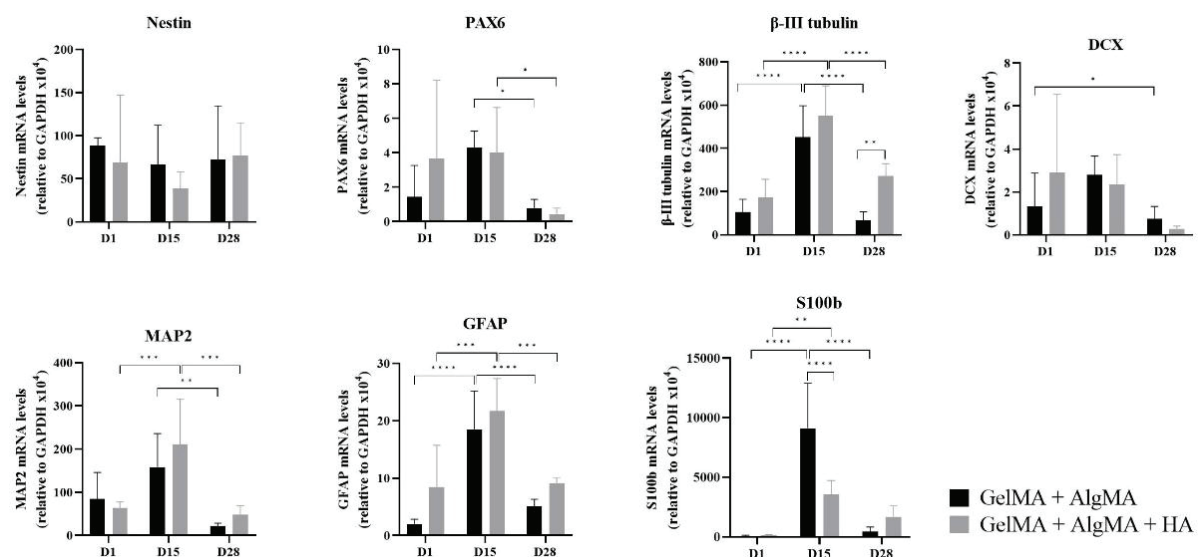 Nestin
Nestin mRNA levels
(relative to GAPDH x10⁴)
200
150
100
50
0
D1 D15 D28
PAX6
PAX6 mRNA levels
(relative to GAPDH x10⁴)
10
8
6
4
2
0
* 
*
D1 D15 D28
β-III tubulin
β-III tubulin mRNA levels
(relative to GAPDH x10⁴)
800
600
400
200
0
**** ****
**** ****
**
D1 D15 D28
DCX
DCX mRNA levels
(relative to GAPDH x10⁴)
8
6
4
2
0
*
D1 D15 D28
MAP2
MAP2 mRNA levels
(relative to GAPDH x10⁴)
400
300
200
100
0
*** ***
**
D1 D15 D28
GFAP
GFAP mRNA levels
(relative to GAPDH x10⁴)
30
20
10
0
*** ***
**** ****
D1 D15 D28
S100b
S100b mRNA levels
(relative to GAPDH x10⁴)
15000
10000
5000
0
**
**** ****
****
D1 D15 D28
GelMA + AlgMA
GelMA + AlgMA + HA